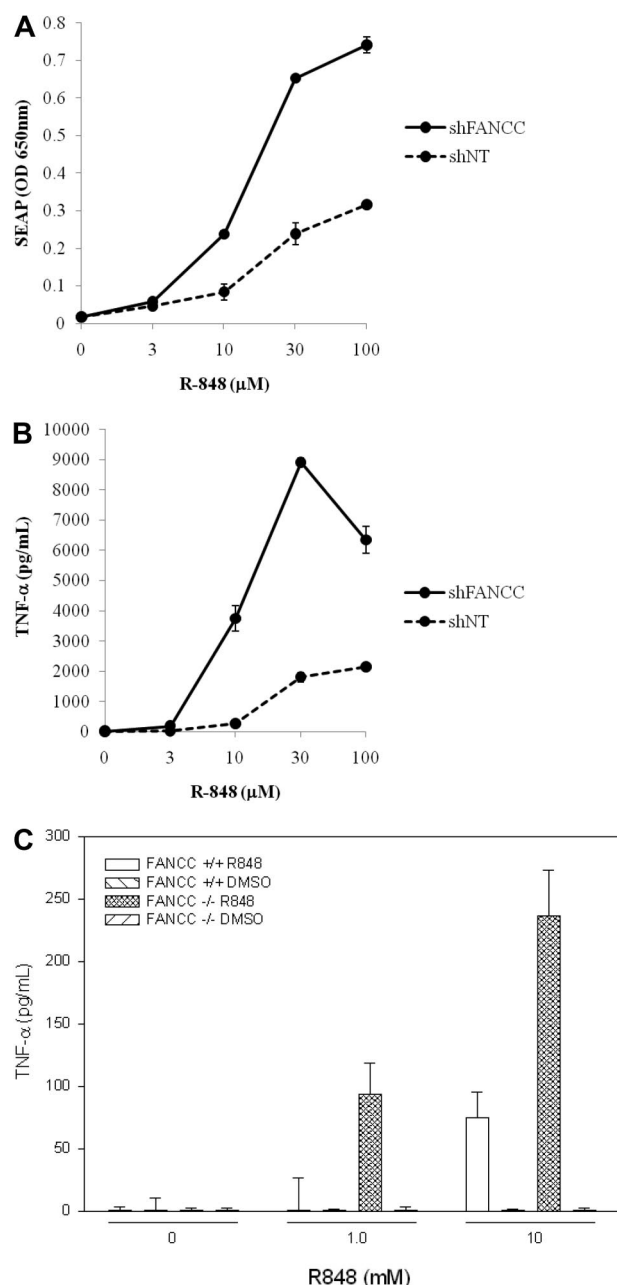 A
SEAP (OD 650nm)
0.8
0.7
0.6
0.5
0.4
0.3
0.2
0.1
0
0 3 10 30 100
R-848 (μM)
shFANCC
shNT
B
TNF-α (pg/mL)
10000
9000
8000
7000
6000
5000
4000
3000
2000
1000
0
0 3 10 30 100
R-848 (μM)
shFANCC
shNT
C
TNF-α (pg/mL)
300
250
200
150
100
50
0
FANCC +/+ R848
FANCC +/+ DMSO
FANCC -/- R848
FANCC -/- DMSO
0 1.0 10
R848 (mM)